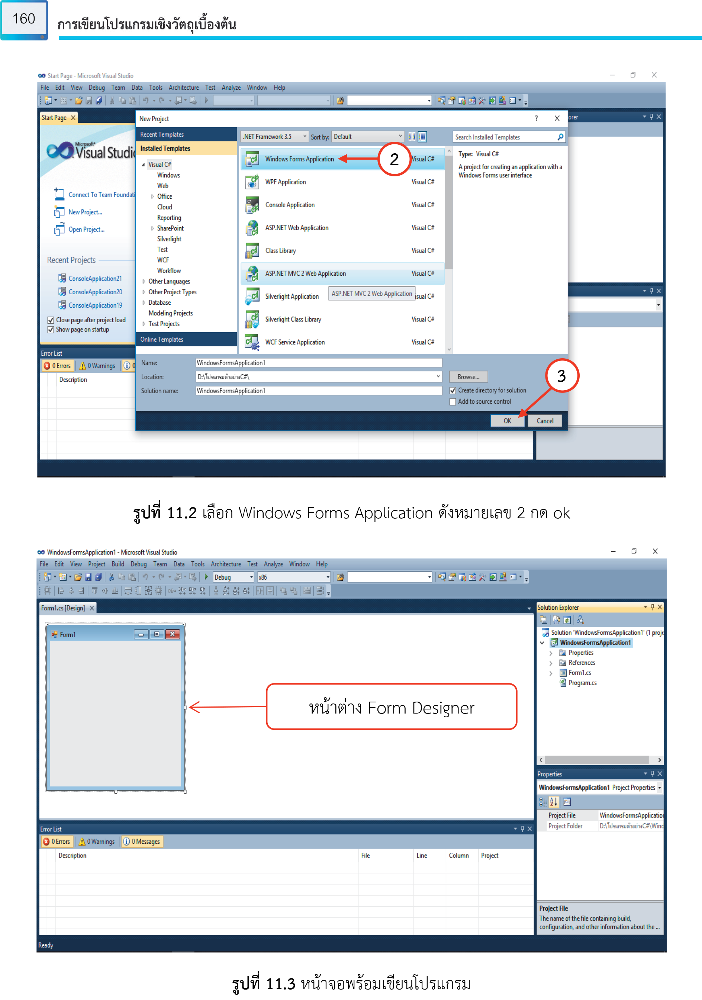 160
การเขียนโปรแกรมเชิงวัตถุเบื้องต้น
Start Page - Microsoft Visual Studio
File Edit View Debug Team Data Tools Architecture Test Analyze Window Help
Start Page
Microsoft
Visual Studio
Connect To Team Foundati
New Project...
Open Project...
Recent Projects
ConsoleApplication21
ConsoleApplication20
ConsoleApplication19
Close page after project load
Show page on startup
New Project
?
Recent Templates
Installed Templates
Visual C#
Windows
Web
Office
Cloud
Reporting
SharePoint
Silverlight
Test
WCF
Workflow
Other Languages
Other Project Types
Database
Modeling Projects
Test Projects
Online Templates
.NET Framework 3.5 Sort by: Default
Search Installed Templates
Windows Forms Application 2 Visual C#
WPF Application Visual C#
Console Application Visual C#
ASP.NET Web Application Visual C#
Class Library Visual C#
ASP.NET MVC 2 Web Application Visual C#
ASP.NET MVC 2 Web Application
Silverlight Application isual C#
Silverlight Class Library Visual C#
WCF Service Application Visual C#
Type: Visual C#
A project for creating an application with a
Windows Forms user interface
orer
Name: WindowsFormsApplication1
Location: D:\โปรแกรมตัวอย่างC#\ Browse...
Solution name: WindowsFormsApplication1
Create directory for solution
Add to source control
3
OK Cancel
Error List
0 Errors 0 Warnings 0
Description
รูปที่ 11.2 เลือก Windows Forms Application ดังหมายเลข 2 กด ok
WindowsFormsApplication1 - Microsoft Visual Studio
File Edit View Project Build Debug Team Data Tools Architecture Test Analyze Window Help
Debug x86
Form1.cs [Design]
Form1
หน้าต่าง Form Designer
Solution Explorer
Solution 'WindowsFormsApplication1' (1 proje
WindowsFormsApplication1
Properties
References
Form1.cs
Program.cs
Properties
WindowsFormsApplication1 Project Properties
Project File WindowsFormsApplication
Project Folder D:\โปรแกรมตัวอย่างC#\Wind
Project File
The name of the file containing build,
configuration, and other information about the ...
Error List
0 Errors 0 Warnings 0 Messages
Description File Line Column Project
Ready
รูปที่ 11.3 หน้าจอพร้อมเขียนโปรแกรม